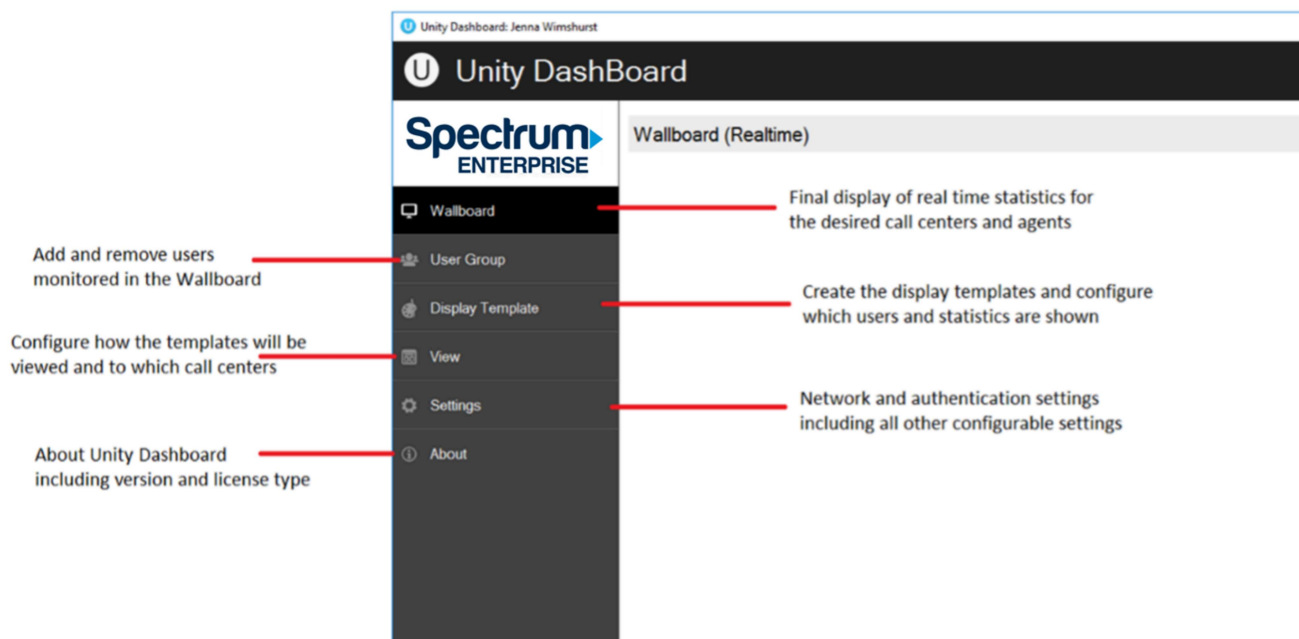 Unity Dashboard: Jenna Wimshurst
U Unity DashBoard
Spectrum
ENTERPRISE
Wallboard (Realtime)
Wallboard
Final display of real time statistics for
the desired call centers and agents
Add and remove users
monitored in the Wallboard
User Group
Display Template
Create the display templates and configure
which users and statistics are shown
Configure how the templates will be
viewed and to which call centers
View
Settings
Network and authentication settings
including all other configurable settings
About Unity Dashboard
including version and license type
About